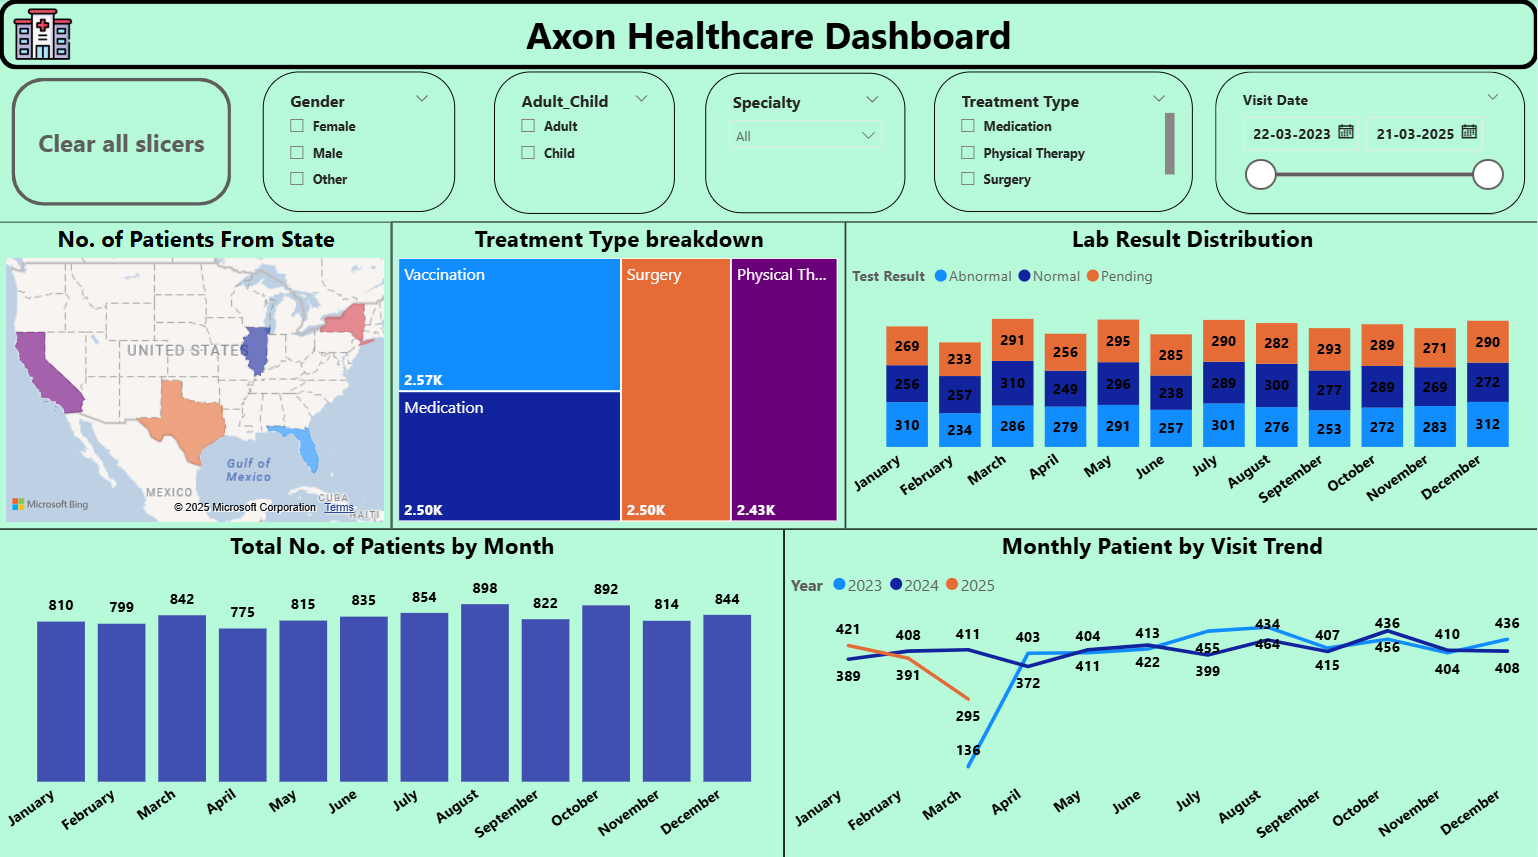 Axon Healthcare Dashboard
Clear all slicers
Gender
Female
Male
Other
Adult_Child
Adult
Child
Specialty
All
Treatment Type
Medication
Physical Therapy
Surgery
Visit Date
22-03-2023
21-03-2025
No. of Patients From State
UNITED STATES
Gulf of
Mexico
MEXICO
CUBA
HAITI
Microsoft Bing
© 2025 Microsoft Corporation Terms
Treatment Type breakdown
Vaccination
2.57K
Medication
2.50K
Surgery
2.50K
Physical Th...
2.43K
Lab Result Distribution
Test Result Abnormal Normal Pending
269 233 291 256 295 285 290 282 293 289 271 290
256 257 310 249 296 238 289 300 277 289 269 272
310 234 286 279 291 257 301 276 253 272 283 312
January February March April May June July August September October November December
Total No. of Patients by Month
810 799 842 775 815 835 854 898 822 892 814 844
January February March April May June July August September October November December
Monthly Patient by Visit Trend
Year 2023 2024 2025
421 408 411 403 404 413 455 434 407 436 410 436
389 391 295 372 411 422 399 464 415 456 404 408
136
January February March April May June July August September October November December